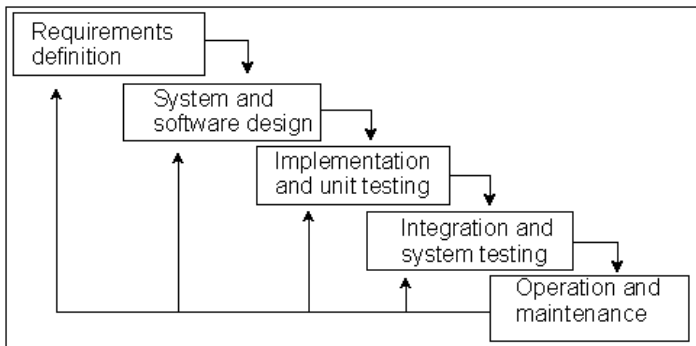 Requirements
definition
System and
software design
Implementation
and unit testing
Integration and
system testing
Operation and
maintenance